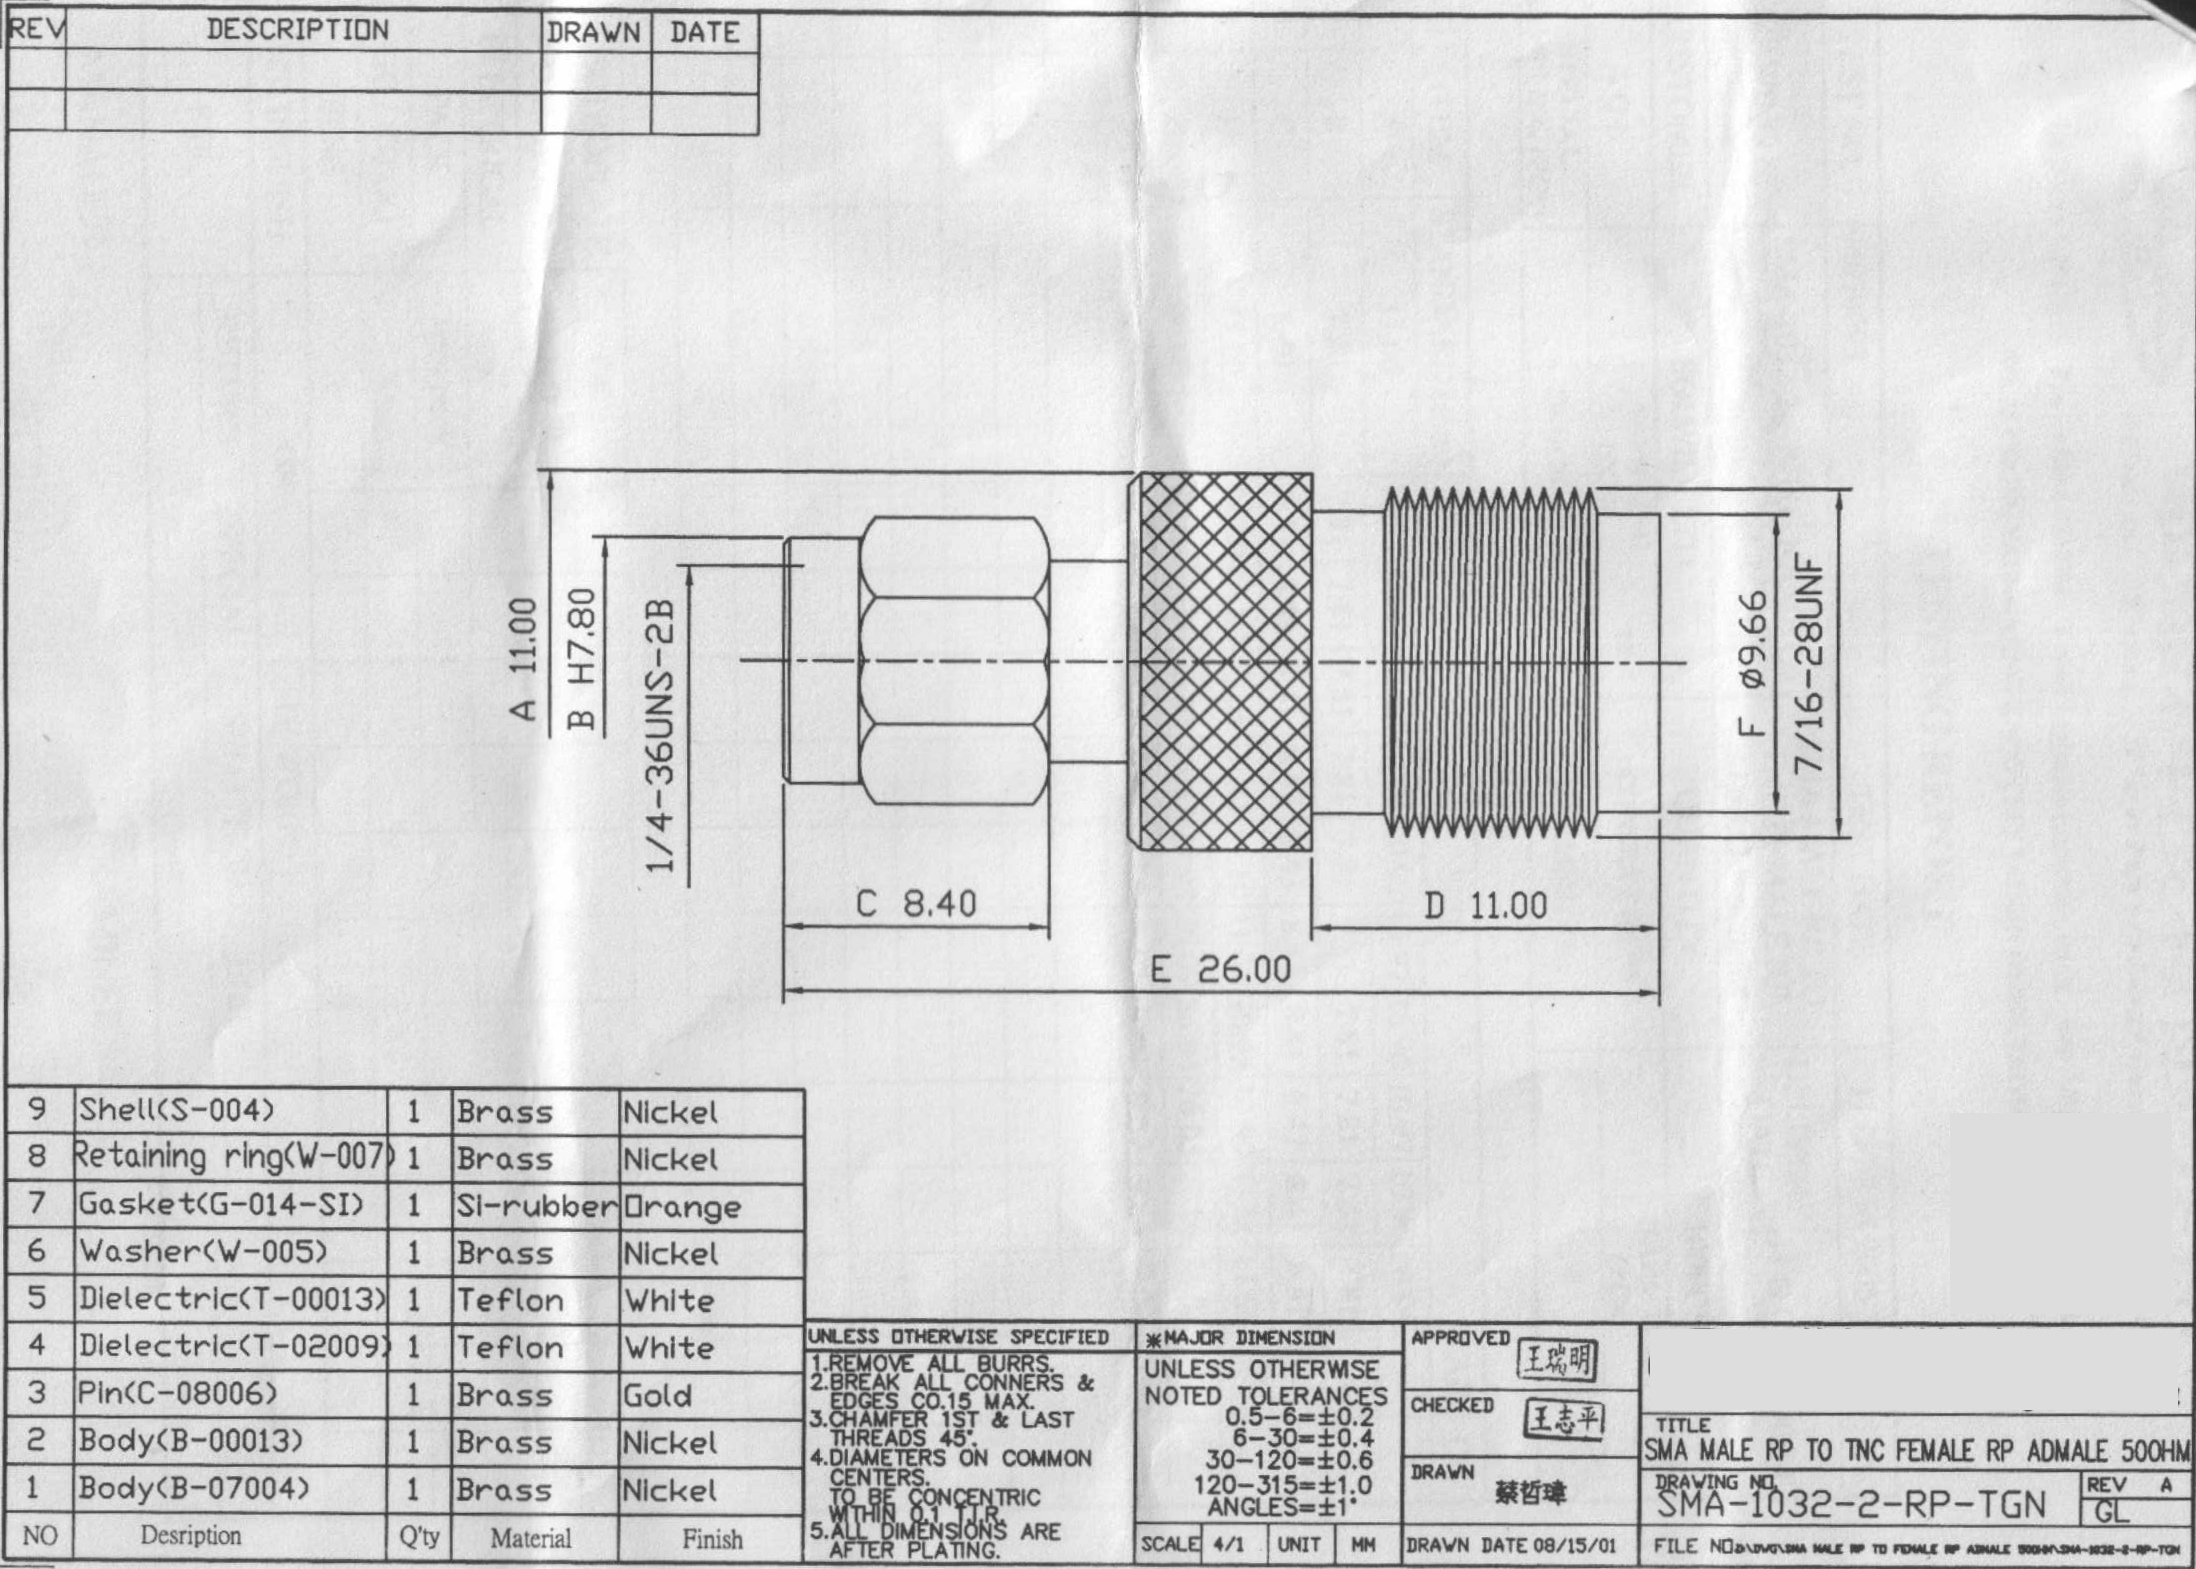 REV DESCRIPTION DRAWN DATE
A 11.00
B H7.80
1/4-36UNS-2B
F Ø9.66
7/16-28UNF
C 8.40
D 11.00
E 26.00
9 Shell(S-004) 1 Brass Nickel
8 Retaining ring(W-007) 1 Brass Nickel
7 Gasket(G-014-SI) 1 Si-rubber Orange
6 Washer(W-005) 1 Brass Nickel
5 Dielectric(T-00013) 1 Teflon White
4 Dielectric(T-02009) 1 Teflon White
3 Pin(C-08006) 1 Brass Gold
2 Body(B-00013) 1 Brass Nickel
1 Body(B-07004) 1 Brass Nickel
NO Desription Q'ty Material Finish
UNLESS OTHERWISE SPECIFIED
1.REMOVE ALL BURRS.
2.BREAK ALL CONNERS &
EDGES CO.15 MAX.
3.CHAMFER 1ST & LAST
THREADS 45°.
4.DIAMETERS ON COMMON
CENTERS.
TO BE CONCENTRIC
WITHIN 0.1 T.I.R.
5.ALL DIMENSIONS ARE
AFTER PLATING.
*MAJOR DIMENSION
UNLESS OTHERWISE
NOTED TOLERANCES
0.5-6=±0.2
6-30=±0.4
30-120=±0.6
120-315=±1.0
ANGLES=±1°
SCALE 4/1 UNIT MM
APPROVED 王瑞明
CHECKED 王志平
DRAWN 蔡哲瑋
DRAWN DATE 08/15/01
TITLE
SMA MALE RP TO TNC FEMALE RP ADMALE 50OHM
DRAWING NO.
SMA-1032-2-RP-TGN
REV A
GL
FILE NO:D:\DWG\SMA MALE RP TO FEMALE RP ADMALE 50OHM\SMA-1032-2-RP-TGN